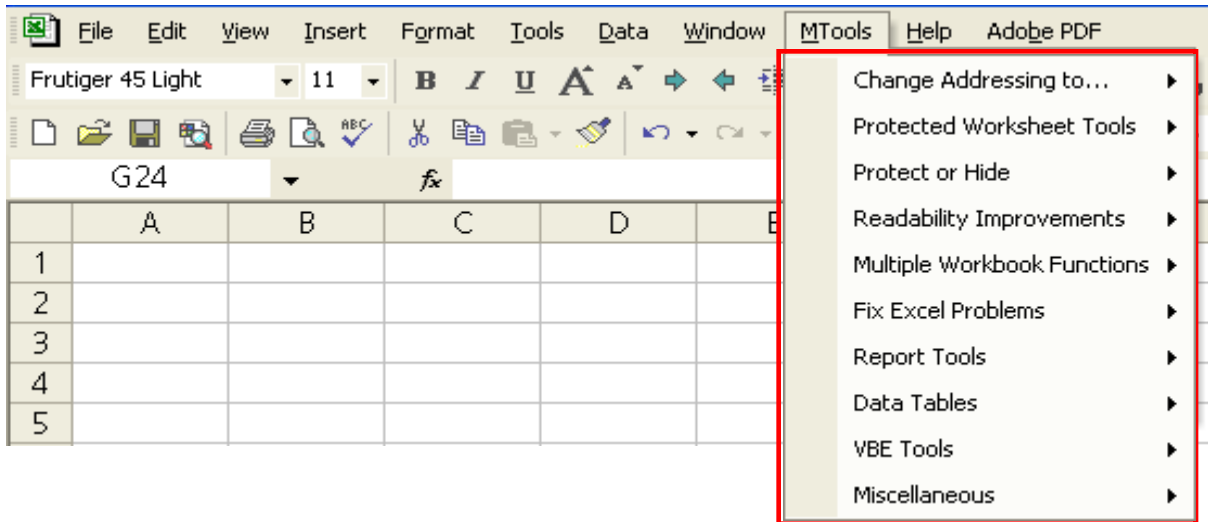 File Edit View Insert Format Tools Data Window MTools Help Adobe PDF
Frutiger 45 Light 11 B I U A A
ABC
G24 fx
A B C D E
1
2
3
4
5
Change Addressing to...
Protected Worksheet Tools
Protect or Hide
Readability Improvements
Multiple Workbook Functions
Fix Excel Problems
Report Tools
Data Tables
VBE Tools
Miscellaneous